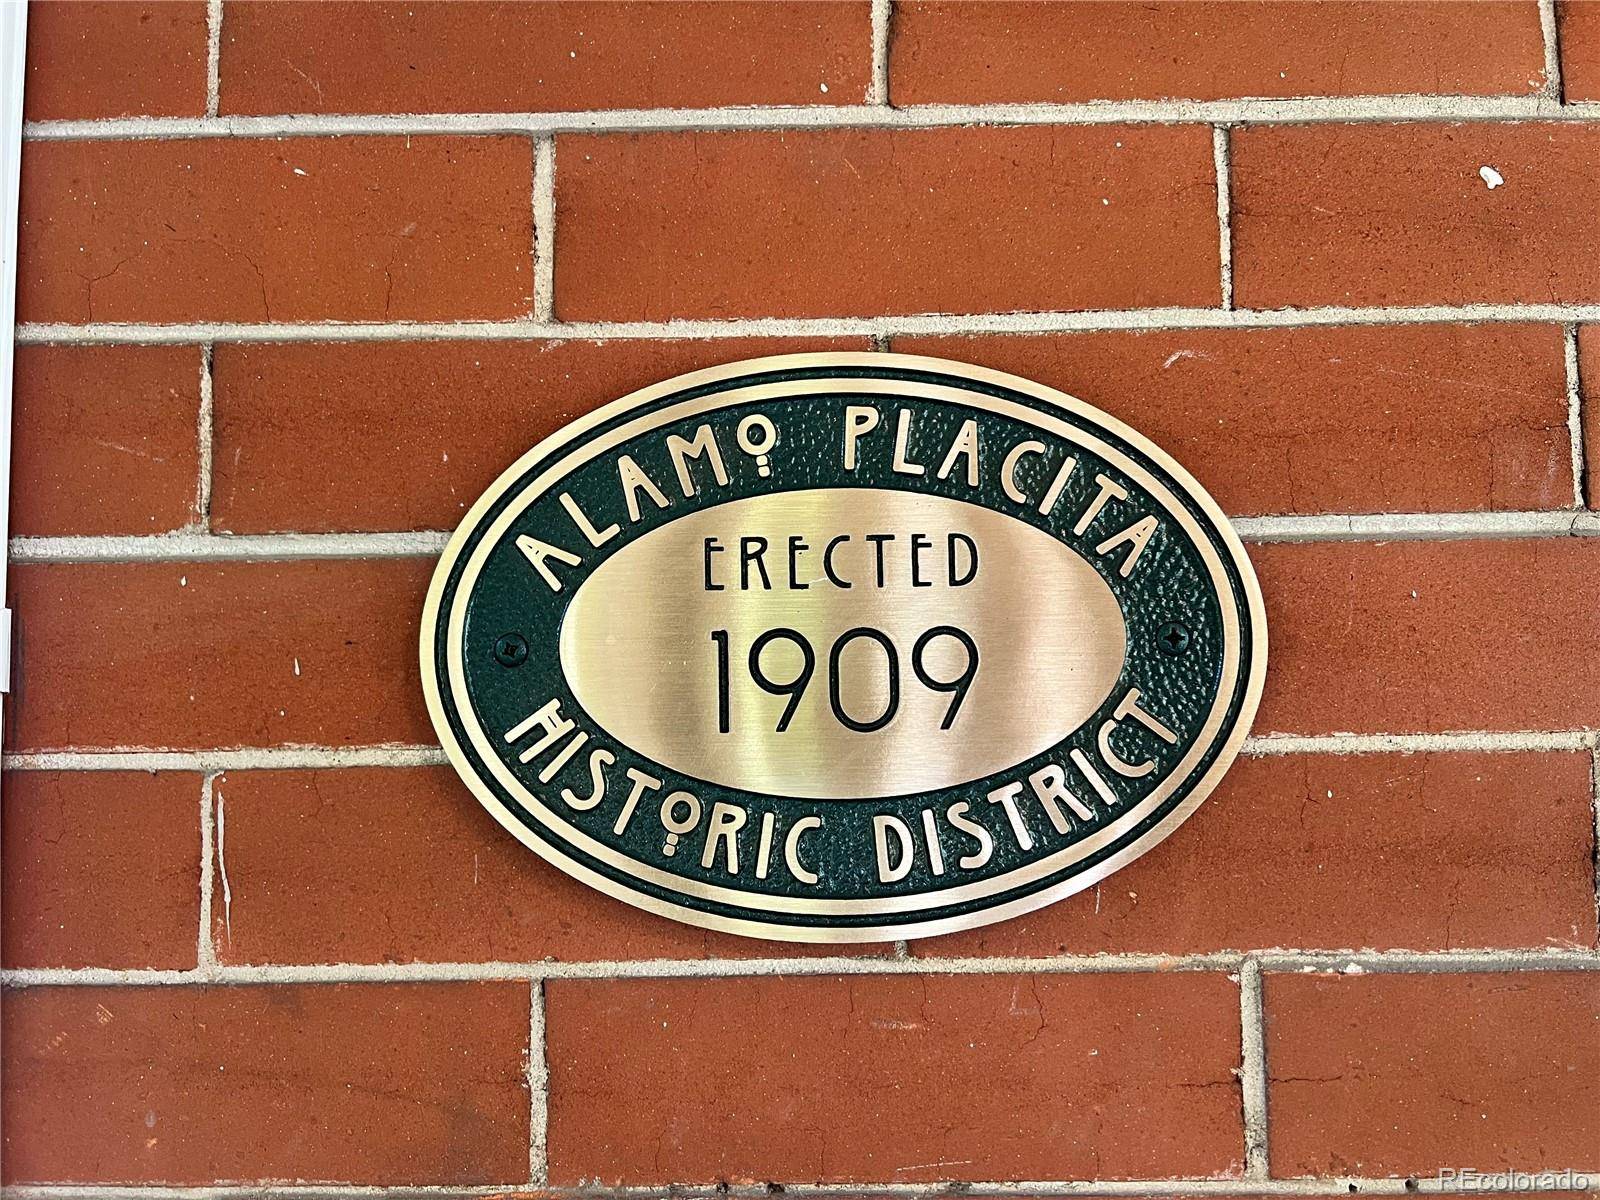 ALAMO PLACITA
ERECTED
1909
HISTORIC DISTRICT
REcolorado